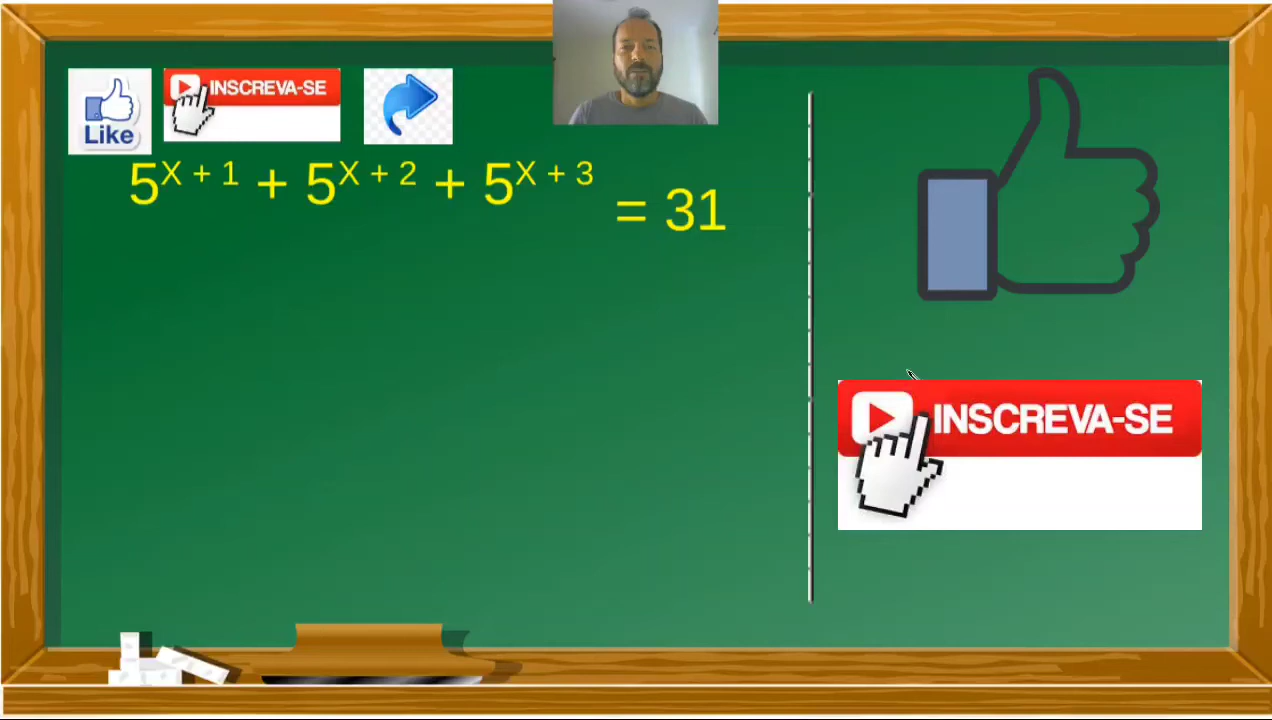 INSCREVA-SE
Like
5^{X + 1} + 5^{X + 2} + 5^{X + 3} = 31
INSCREVA-SE